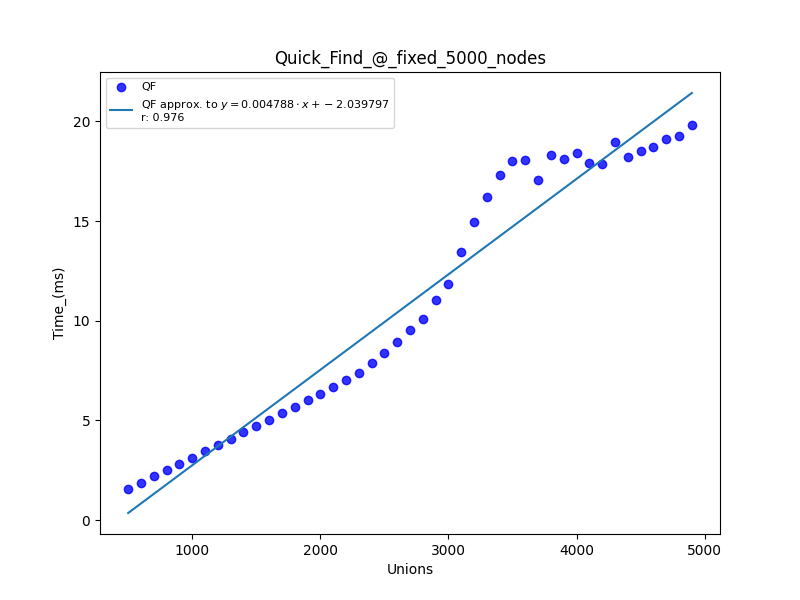 Quick_Find_@_fixed_5000_nodes
QF
QF approx. to y = 0.004788 · x + − 2.039797
r: 0.976
Time_(ms)
20
15
10
5
0
1000 2000 3000 4000 5000
Unions